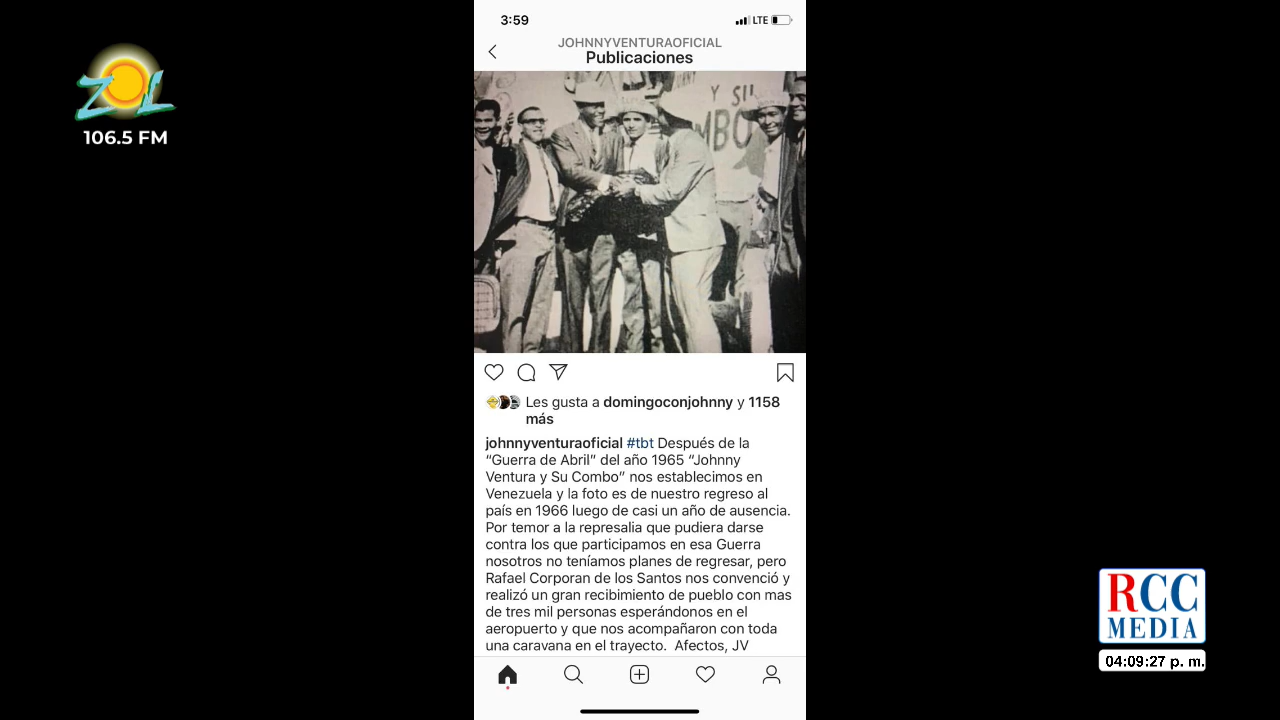 ZOL
106.5 FM
3:59
LTE
JOHNNYVENTURAOFICIAL
Publicaciones
Y SU
MBO
Les gusta a domingoconjohnny y 1158
más
johnnyventuraoficial #tbt Después de la
“Guerra de Abril” del año 1965 “Johnny
Ventura y Su Combo” nos establecimos en
Venezuela y la foto es de nuestro regreso al
país en 1966 luego de casi un año de ausencia.
Por temor a la represalia que pudiera darse
contra los que participamos en esa Guerra
nosotros no teníamos planes de regresar, pero
Rafael Corporan de los Santos nos convenció y
realizó un gran recibimiento de pueblo con mas
de tres mil personas esperándonos en el
aeropuerto y que nos acompañaron con toda
una caravana en el trayecto.  Afectos, JV
RCC
MEDIA
04:09:27 p. m.